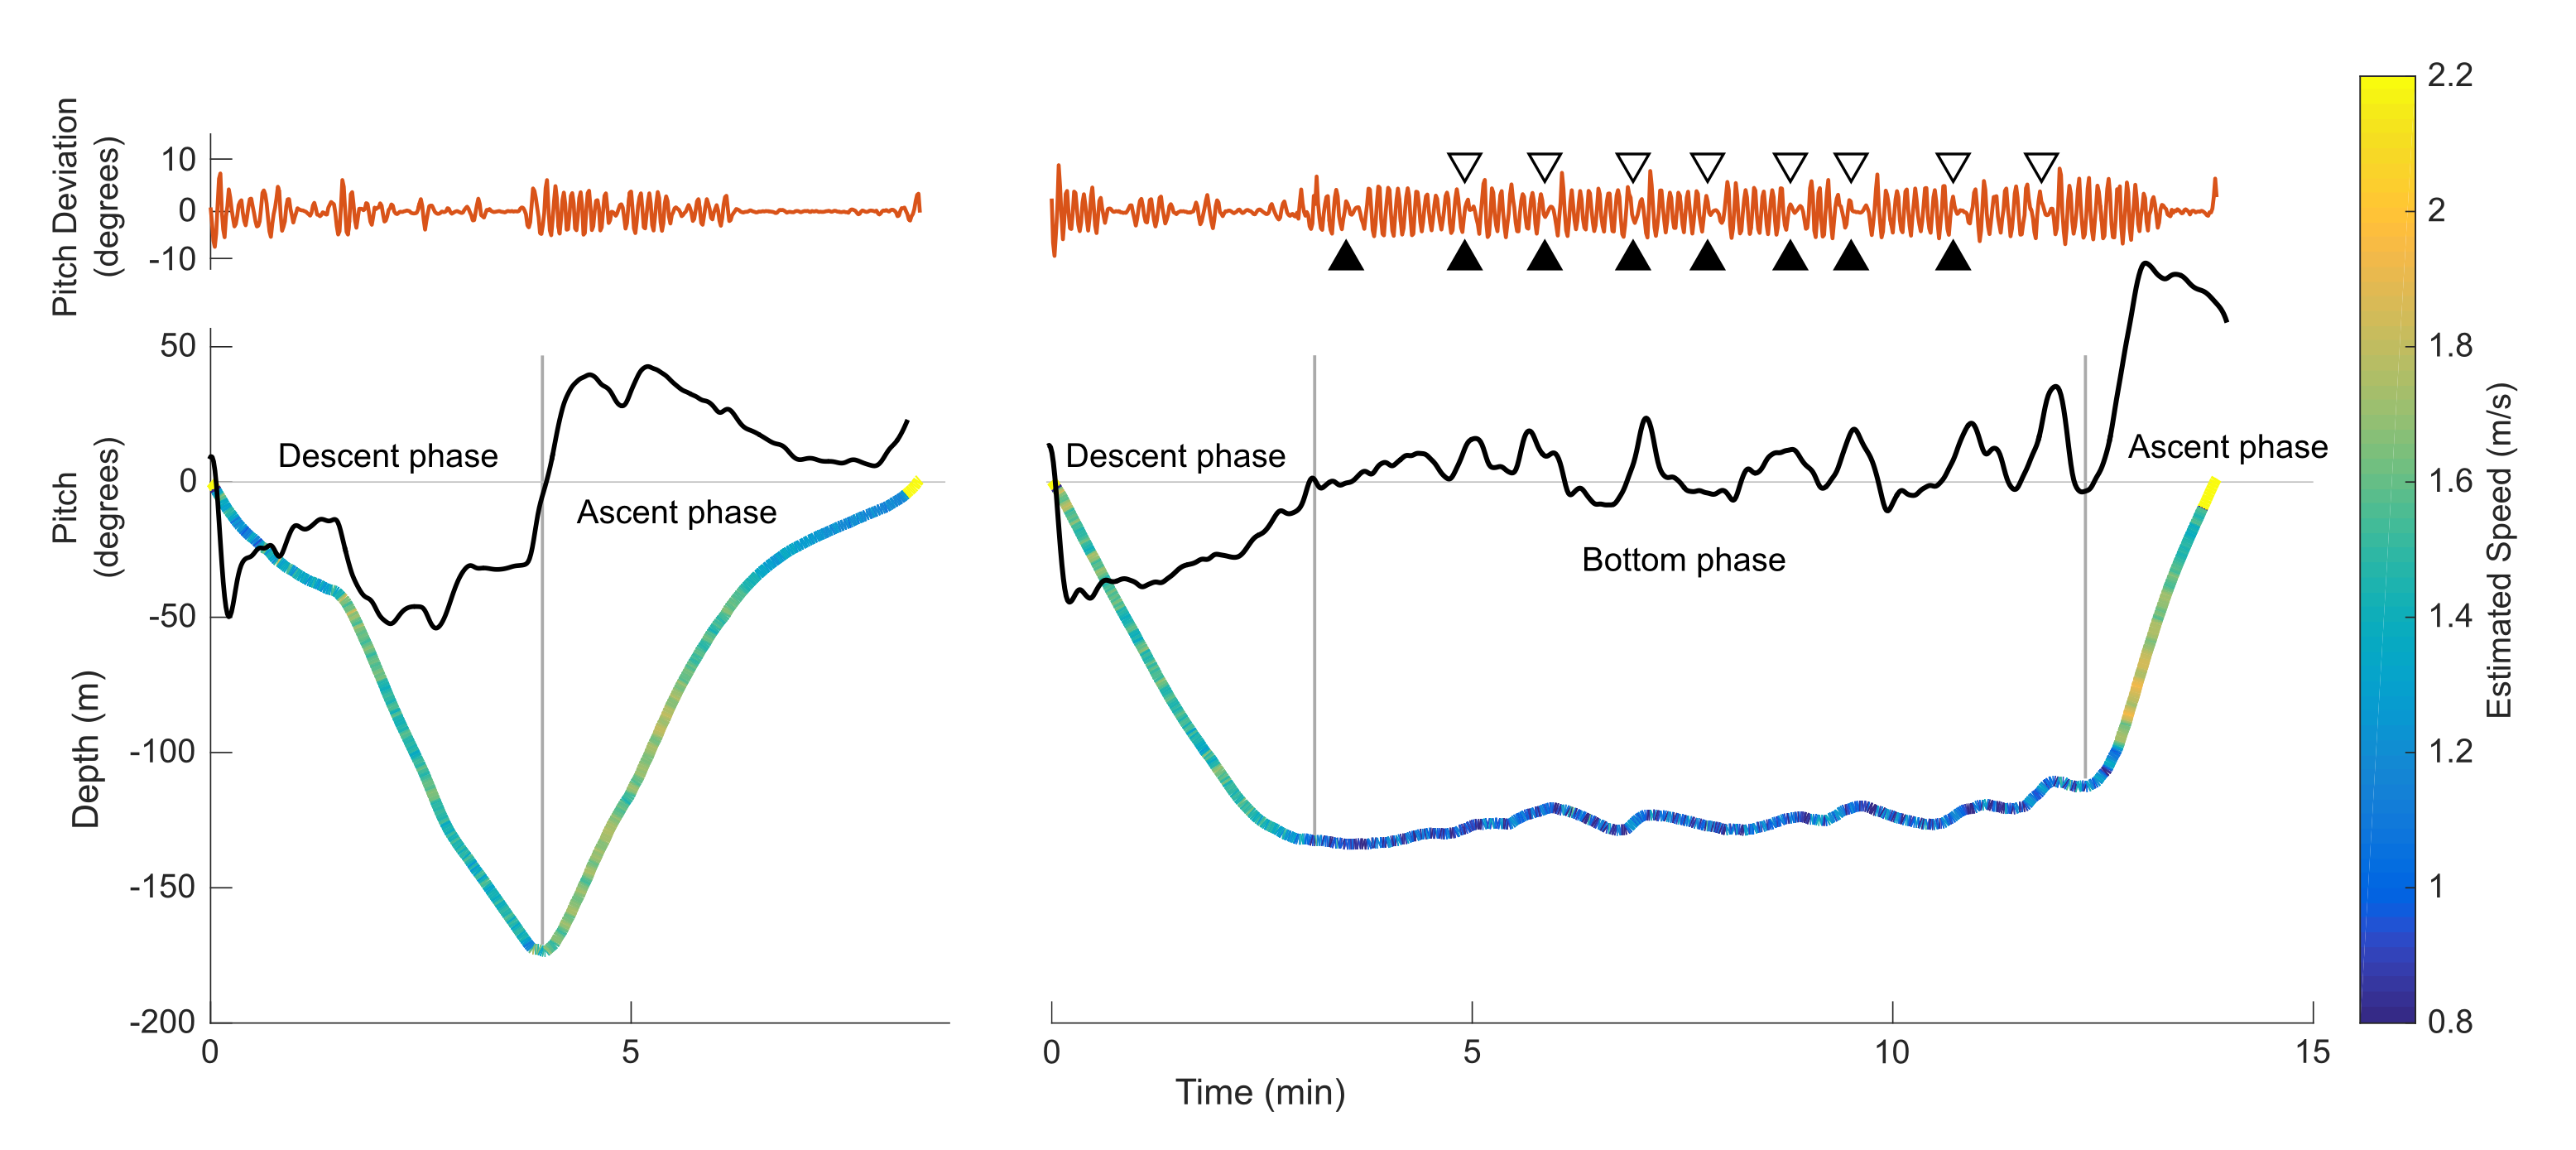 Pitch Deviation
(degrees)
10
0
-10
Pitch
(degrees)
50
0
-50
Depth (m)
-100
-150
-200
Descent phase
Ascent phase
Descent phase
Bottom phase
Ascent phase
0
5
0
5
10
15
Time (min)
2.2
2
1.8
1.6
1.4
1.2
1
0.8
Estimated Speed (m/s)